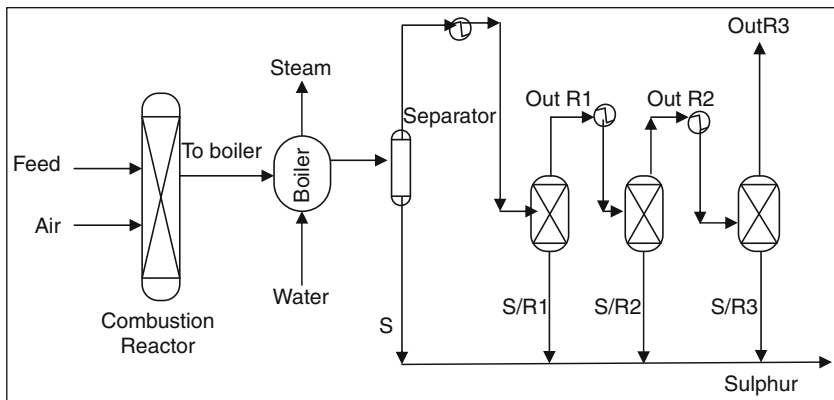 OutR3
Steam
Separator
Out R1
Out R2
Feed
To boiler
Boiler
Air
Water
Combustion
Reactor
S
S/R1
S/R2
S/R3
Sulphur